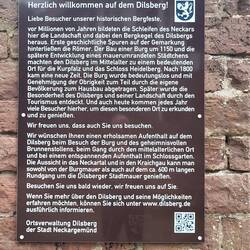 Herzlich willkommen auf dem Dilsberg!
Liebe Besucher unserer historischen Bergfeste.
vor Millionen von Jahren bildeten die Schleifen des Neckars
hier die Landschaft und damit den Bergkegel des Dilsbergs
heraus. Erste geschichtliche Spuren auf der Gemarkung
hinterließen die Römer. Der Bau einer Burg um 1150 und die
spätere Entwicklung eines mauerummantelten Städtchens
machten den Dilsberg im Mittelalter zu einem bedeutenden
Ort für die Kurpfalz und das Schloss Heidelberg. Nach 1800
kam eine neue Zeit. Die Burg wurde bedeutungslos und mit
Genehmigung der Obrigkeit zum Teil durch die eigene
Bevölkerung zum Hausbau abgetragen. Später wurde die
Besonderheit des Dilsbergs und seiner Landschaft durch den
Tourismus entdeckt. Und auch heute kommen jedes Jahr
viele Besucher hierher, um diesen besonderen Ort zu erkunden
und zu genießen.
Wir freuen uns, dass auch Sie uns besuchen.
Wir wünschen Ihnen einen erholsamen Aufenthalt auf dem
Dilsberg beim Besuch der Burg und des geheimnisvollen
Brunnenstollens, beim Gang durch den mittelalterlichen Ort
und bei einem entspannenden Aufenthalt im Schlossgarten.
Die Aussicht in das Neckartal und in den Kraichgau kann man
sowohl von der Burgmauer als auch auf dem ca. 600 m langen
Rundgang um die Dilsberger Stadtmauer genießen.
Besuchen Sie uns bald wieder, wir freuen uns auf Sie.
Wenn Sie mehr über den Dilsberg und seine Möglichkeiten
erfahren möchten, können Sie sich unter www.dilsberg.de
ausführlich informieren.
Ortsverwaltung Dilsberg
der Stadt Neckargemünd